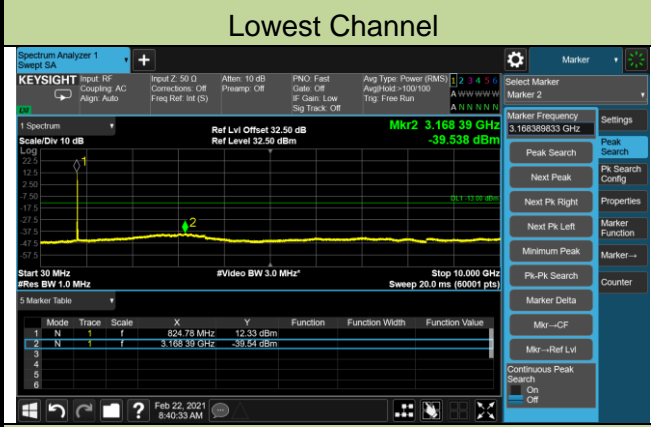 Lowest Channel
Spectrum Analyzer 1
Swept SA
+
Marker
KEYSIGHT
Input: RF
Coupling: AC
Align: Auto
Input Z: 50 Ω
Corrections: Off
Freq Ref: Int (S)
Atten: 10 dB
Preamp: Off
PNO: Fast
Gate: Off
IF Gain: Low
Sig Track: Off
Avg Type: Power (RMS)
Avg|Hold:>100/100
Trig: Free Run
1 2 3 4 5 6
A W W W W W
A N N N N N
Select Marker
Marker 2
1 Spectrum
Scale/Div 10 dB
Ref Lvl Offset 32.50 dB
Ref Level 32.50 dBm
Mkr2 3.168 39 GHz
-39.538 dBm
Log
22.5
12.5
2.50
-7.50
-17.5
-27.5
-37.5
-47.5
-57.5
1
2
DL1 -13.00 dBm
Start 30 MHz
#Res BW 1.0 MHz
#Video BW 3.0 MHz*
Stop 10.000 GHz
Sweep 20.0 ms (60001 pts)
5 Marker Table
Mode Trace Scale X Y Function Function Width Function Value
1 N 1 f 824.78 MHz 12.33 dBm
2 N 1 f 3.168 39 GHz -39.54 dBm
3
4
5
6
Marker Frequency
3.168389833 GHz
Peak Search
Next Peak
Next Pk Right
Next Pk Left
Minimum Peak
Pk-Pk Search
Marker Delta
Mkr→CF
Mkr→Ref Lvl
Continuous Peak
Search
On
Off
Settings
Peak
Search
Pk Search
Config
Properties
Marker
Function
Marker→
Counter
?
Feb 22, 2021
8:40:33 AM